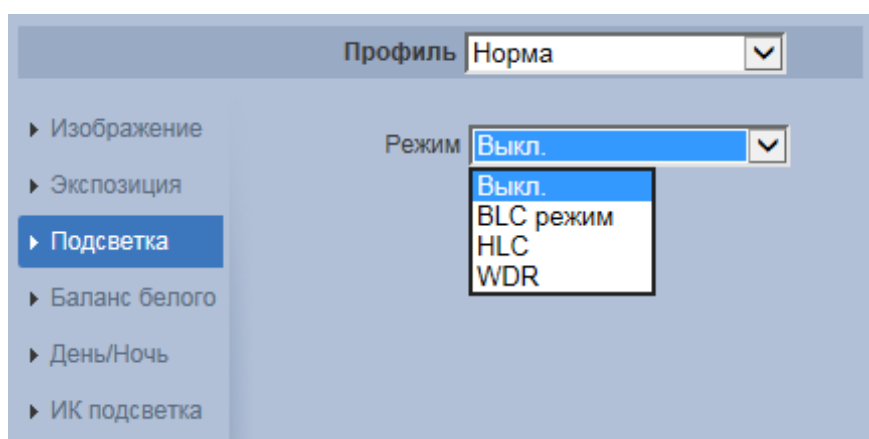 Профиль Норма
Изображение
Режим Выкл.
Экспозиция
Выкл.
BLC режим
Подсветка
HLC
WDR
Баланс белого
День/Ночь
ИК подсветка